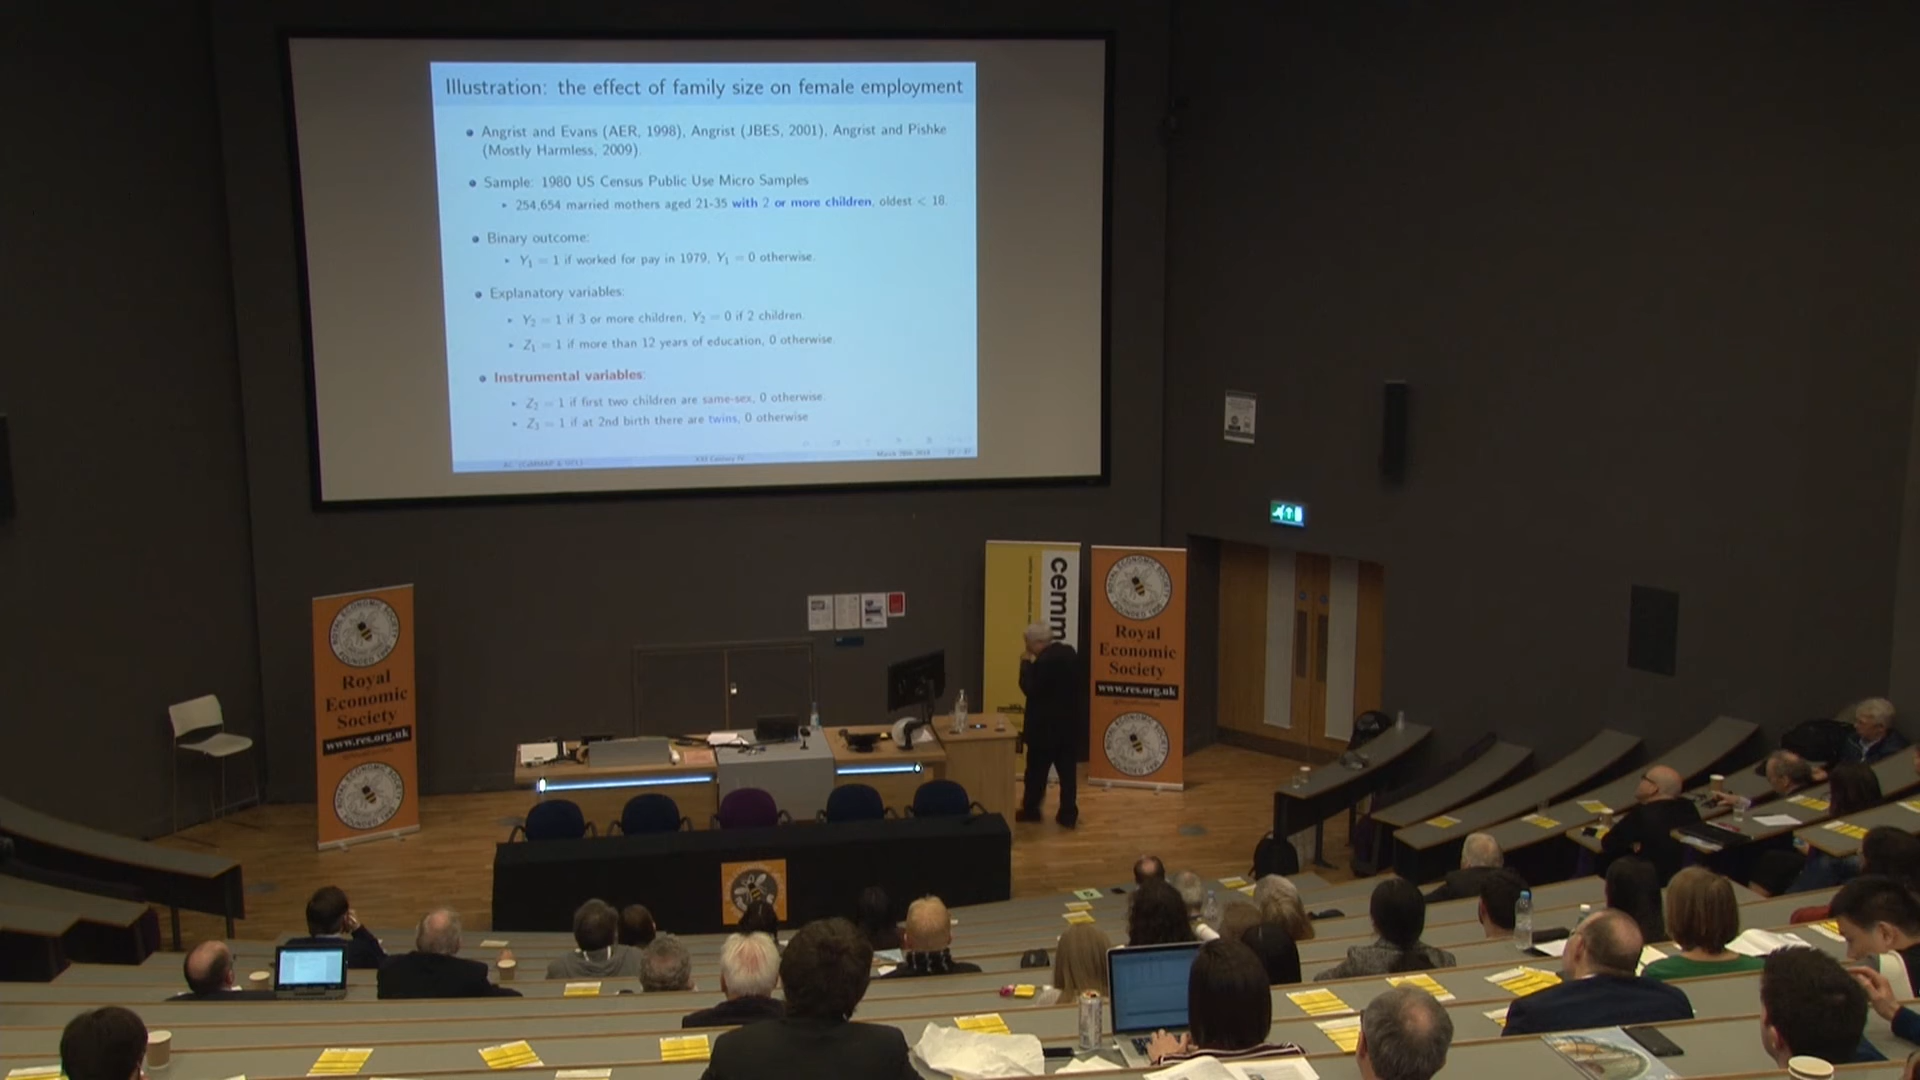 Illustration: the effect of family size on female employment
Angrist and Evans (AER, 1998), Angrist (JBES, 2001), Angrist and Pishke
(Mostly Harmless, 2009).
Sample: 1980 US Census Public Use Micro Samples
254,654 married mothers aged 21-35 with 2 or more children, oldest < 18.
Binary outcome:
Y₁ = 1 if worked for pay in 1979, Y₁ = 0 otherwise.
Explanatory variables:
Y₂ = 1 if 3 or more children, Y₂ = 0 if 2 children.
Z₁ = 1 if more than 12 years of education, 0 otherwise.
Instrumental variables:
Z₂ = 1 if first two children are same-sex, 0 otherwise.
Z₃ = 1 if at 2nd birth there are twins, 0 otherwise
cemm
ROYAL ECONOMIC SOCIETY
Royal
Economic
Society
www.res.org.uk
ROYAL ECONOMIC SOCIETY
Royal
Economic
Society
www.res.org.uk